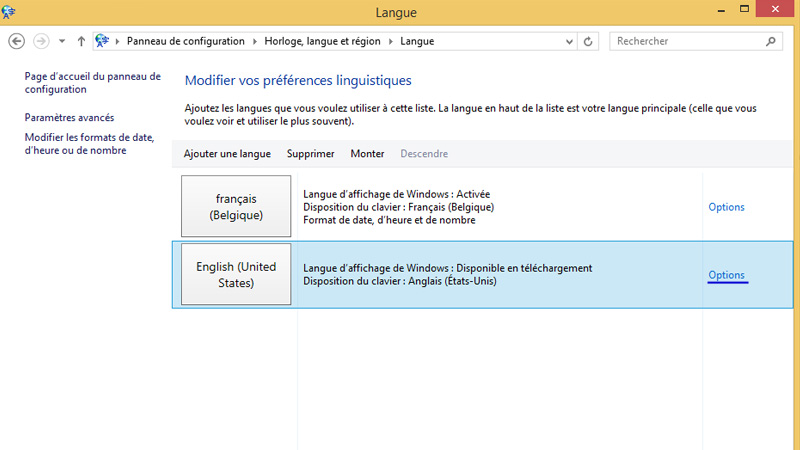 Langue
Panneau de configuration Horloge, langue et région Langue
Rechercher
Page d'accueil du panneau de
configuration
Paramètres avancés
Modifier les formats de date,
d'heure ou de nombre
Modifier vos préférences linguistiques
Ajoutez les langues que vous voulez utiliser à cette liste. La langue en haut de la liste est votre langue principale (celle que vous
voulez voir et utiliser le plus souvent).
Ajouter une langue Supprimer Monter Descendre
français
(Belgique)
Langue d'affichage de Windows : Activée
Disposition du clavier : Français (Belgique)
Format de date, d'heure et de nombre
Options
English (United
States)
Langue d'affichage de Windows : Disponible en téléchargement
Disposition du clavier : Anglais (États-Unis)
Options